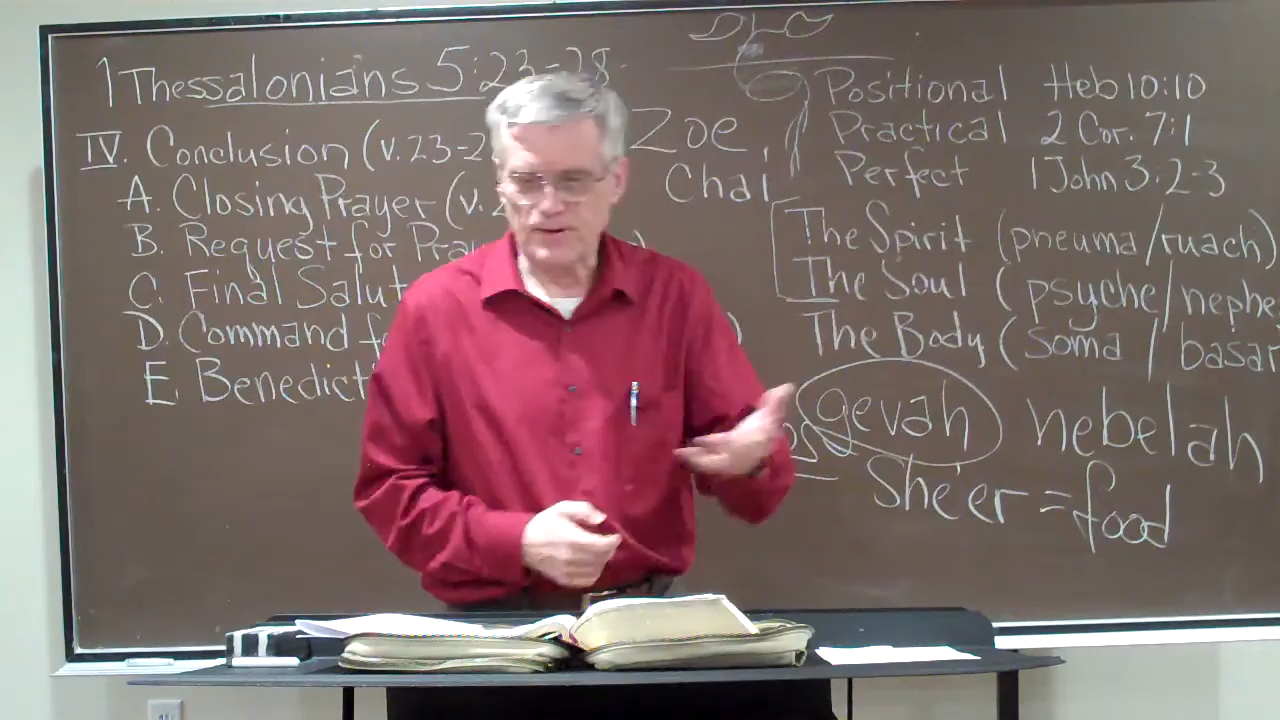 1 Thessalonians 5:23-28
IV. Conclusion (v.23-2
A. Closing Prayer (v.2
B. Request for Pra )
C. Final Salut
D. Command fo )
E. Benedicti
Zoe
Chai
Positional Heb 10:10
Practical 2 Cor. 7:1
Perfect 1 John 3:2-3
The Spirit (pneuma/ruach)
The Soul (psyche/nephe
The Body (soma / basar
gevah nebelah
She'er = food